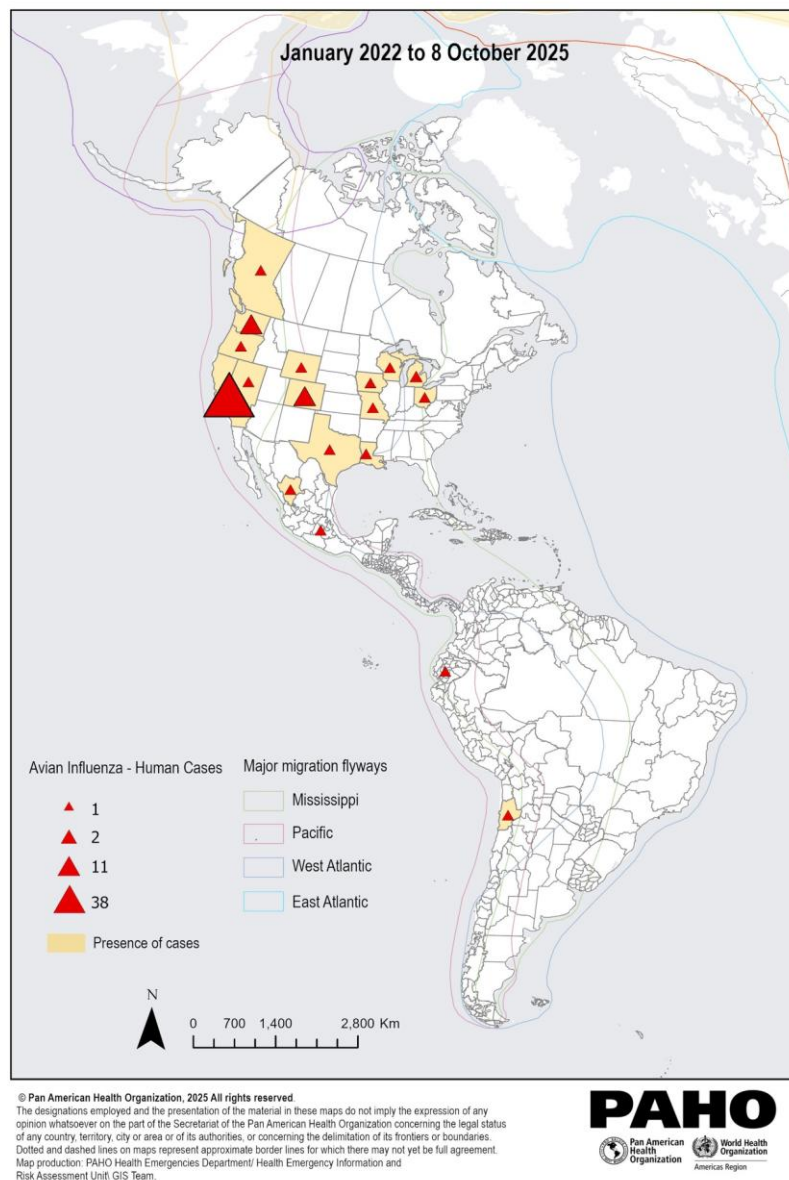 January 2022 to 8 October 2025
Avian Influenza - Human Cases
1
2
11
38
Presence of cases
Major migration flyways
Mississippi
Pacific
West Atlantic
East Atlantic
N
0 700 1,400 2,800 Km
© Pan American Health Organization, 2025 All rights reserved.
The designations employed and the presentation of the material in these maps do not imply the expression of any
opinion whatsoever on the part of the Secretariat of the Pan American Health Organization concerning the legal status
of any country, territory, city or area or of its authorities, or concerning the delimitation of its frontiers or boundaries.
Dotted and dashed lines on maps represent approximate border lines for which there may not yet be full agreement.
Map production: PAHO Health Emergencies Department/ Health Emergency Information and
Risk Assessment Unit\ GIS Team.
PAHO
Pan American
Health
Organization
World Health
Organization
Americas Region